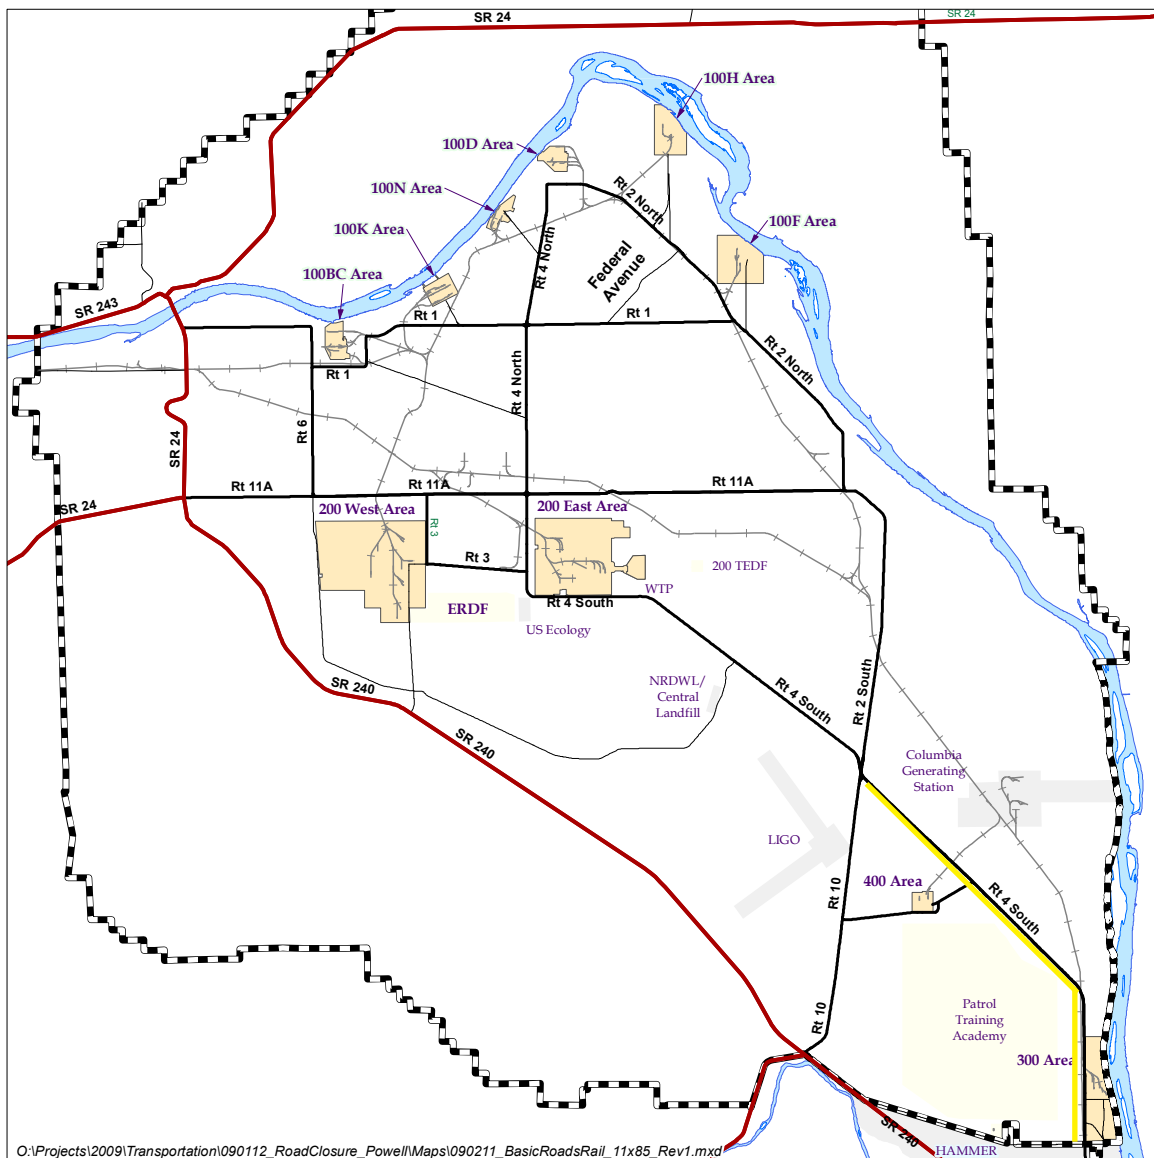 SR 24
SR 24
100H Area
100D Area
100N Area
Rt 2 North
100K Area
100F Area
Rt 4 North
Federal
Avenue
100BC Area
SR 243
Rt 1
Rt 1
Rt 2 North
Rt 1
Rt 4 North
Rt 6
SR 24
Rt 11A
Rt 11A
Rt 11A
SR 24
200 West Area
200 East Area
Rt 3
Rt 3
200 TEDF
WTP
Rt 4 South
ERDF
US Ecology
SR 240
NRDWL/
Central
Landfill
Rt 4 South
Rt 2 South
SR 240
Columbia
Generating
Station
LIGO
400 Area
Rt 10
Rt 4 South
Patrol
Training
Academy
Rt 10
300 Area
SR 240
HAMMER
O:\Projects\2009\Transportation\090112_RoadClosure_Powell\Maps\090211_BasicRoadsRail_11x85_Rev1.mxd